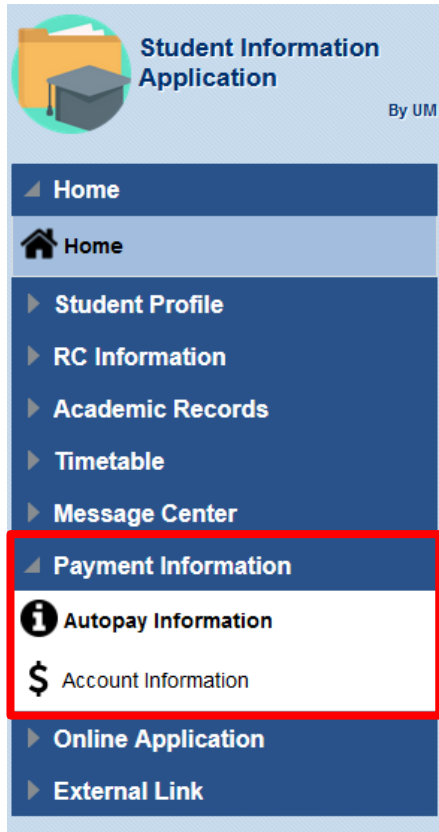 Student Information
Application
By UM
Home
Home
Student Profile
RC Information
Academic Records
Timetable
Message Center
Payment Information
Autopay Information
$ Account Information
Online Application
External Link